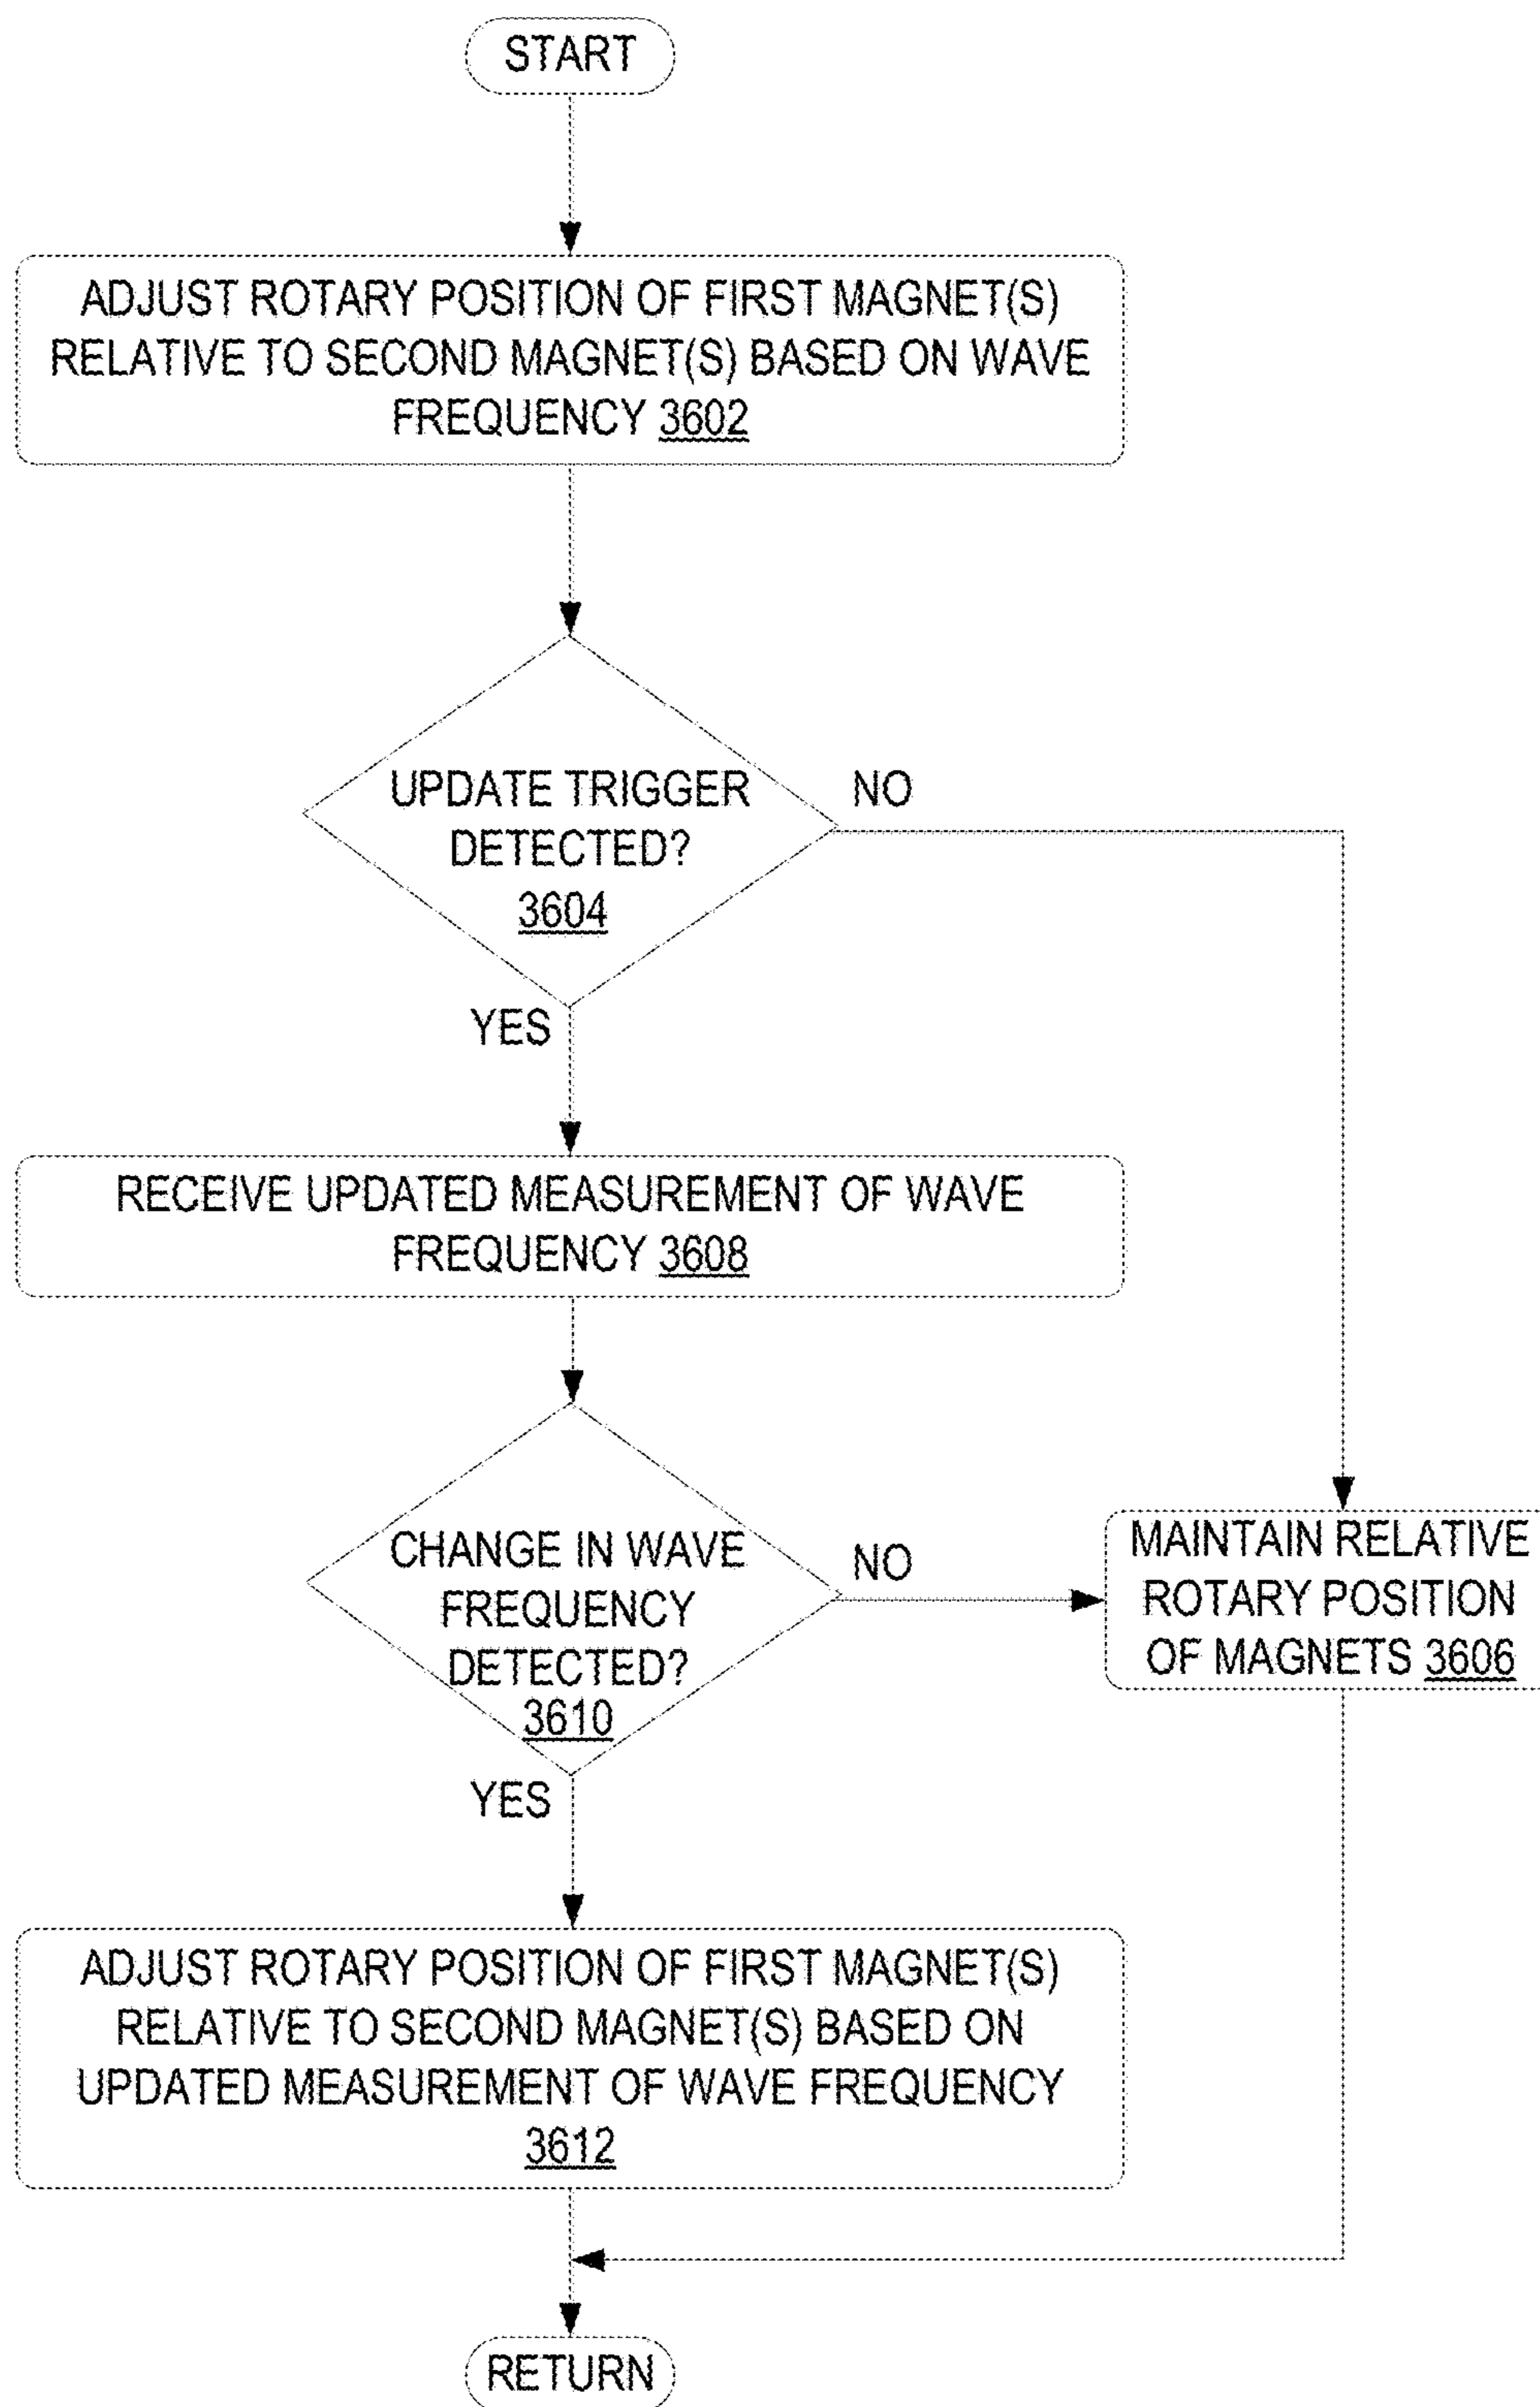 START
ADJUST ROTARY POSITION OF FIRST MAGNET(S)
RELATIVE TO SECOND MAGNET(S) BASED ON WAVE
FREQUENCY 3602
UPDATE TRIGGER
DETECTED?
3604
NO
YES
RECEIVE UPDATED MEASUREMENT OF WAVE
FREQUENCY 3608
CHANGE IN WAVE
FREQUENCY
DETECTED?
3610
NO
YES
MAINTAIN RELATIVE
ROTARY POSITION
OF MAGNETS 3606
ADJUST ROTARY POSITION OF FIRST MAGNET(S)
RELATIVE TO SECOND MAGNET(S) BASED ON
UPDATED MEASUREMENT OF WAVE FREQUENCY
3612
RETURN